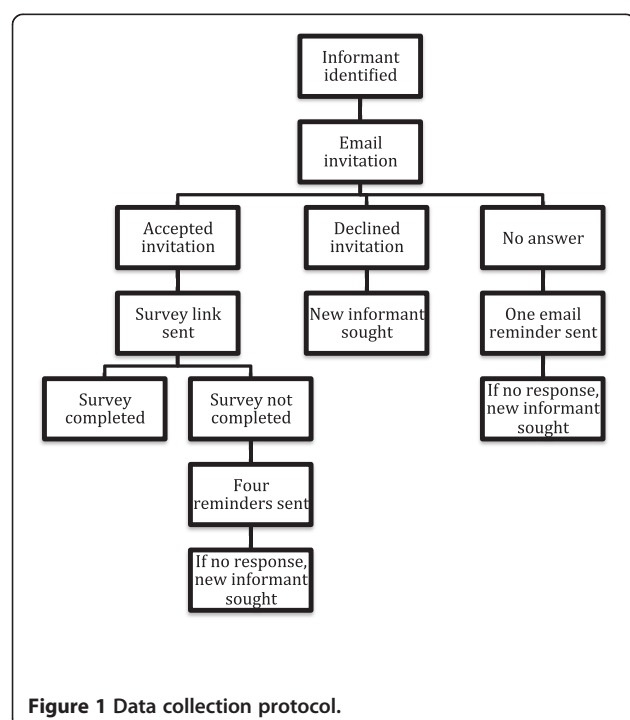 Informant
identified
Email
invitation
Accepted
invitation
Declined
invitation
No answer
Survey link
sent
New informant
sought
One email
reminder sent
Survey
completed
Survey not
completed
If no response,
new informant
sought
Four
reminders sent
If no response,
new informant
sought
Figure 1 Data collection protocol.